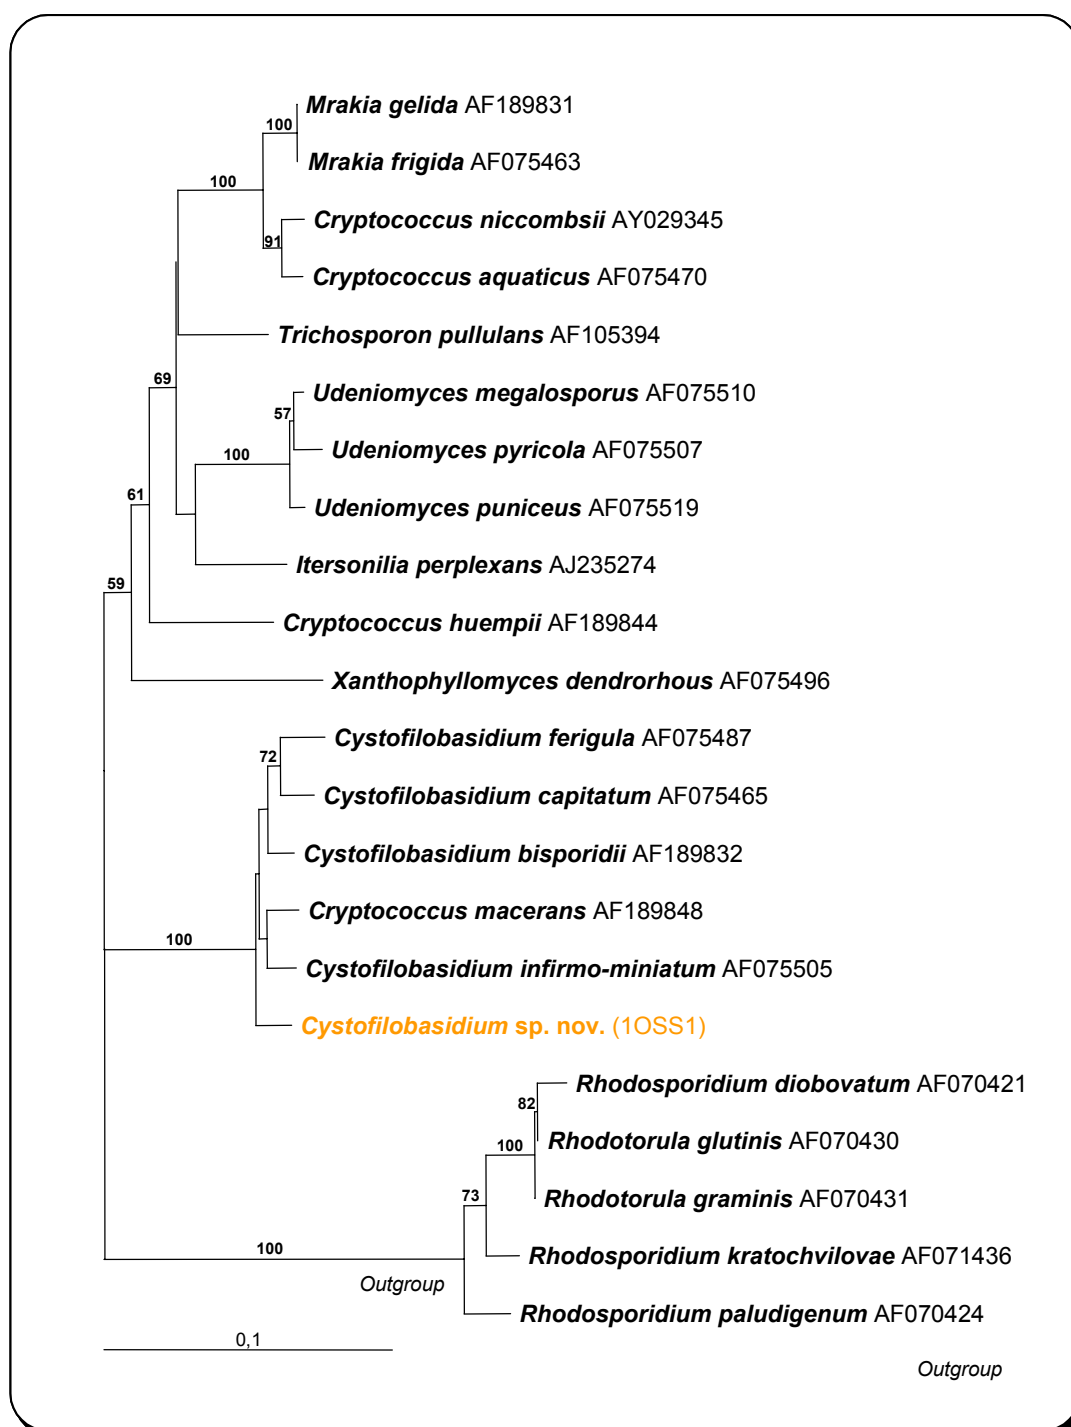 Mrakia gelida AF189831
100
Mrakia frigida AF075463
100
Cryptococcus niccombsii AY029345
91
Cryptococcus aquaticus AF075470
Trichosporon pullulans AF105394
69
Udeniomyces megalosporus AF075510
57
Udeniomyces pyricola AF075507
100
61
Udeniomyces puniceus AF075519
Itersonilia perplexans AJ235274
59
Cryptococcus huempii AF189844
Xanthophyllomyces dendrorhous AF075496
Cystofilobasidium ferigula AF075487
72
Cystofilobasidium capitatum AF075465
Cystofilobasidium bisporidii AF189832
Cryptococcus macerans AF189848
100
Cystofilobasidium infirmo-miniatum AF075505
Cystofilobasidium sp. nov. (1OSS1)
Rhodosporidium diobovatum AF070421
82
Rhodotorula glutinis AF070430
100
73
Rhodotorula graminis AF070431
100
Rhodosporidium kratochvilovae AF071436
Outgroup
Rhodosporidium paludigenum AF070424
0,1
Outgroup